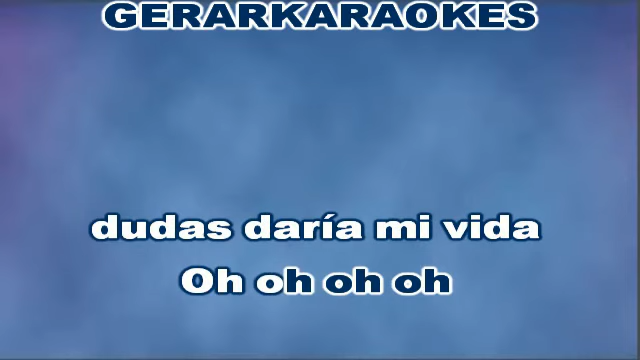 GERARKARAOKES
dudas daría mi vida
Oh oh oh oh